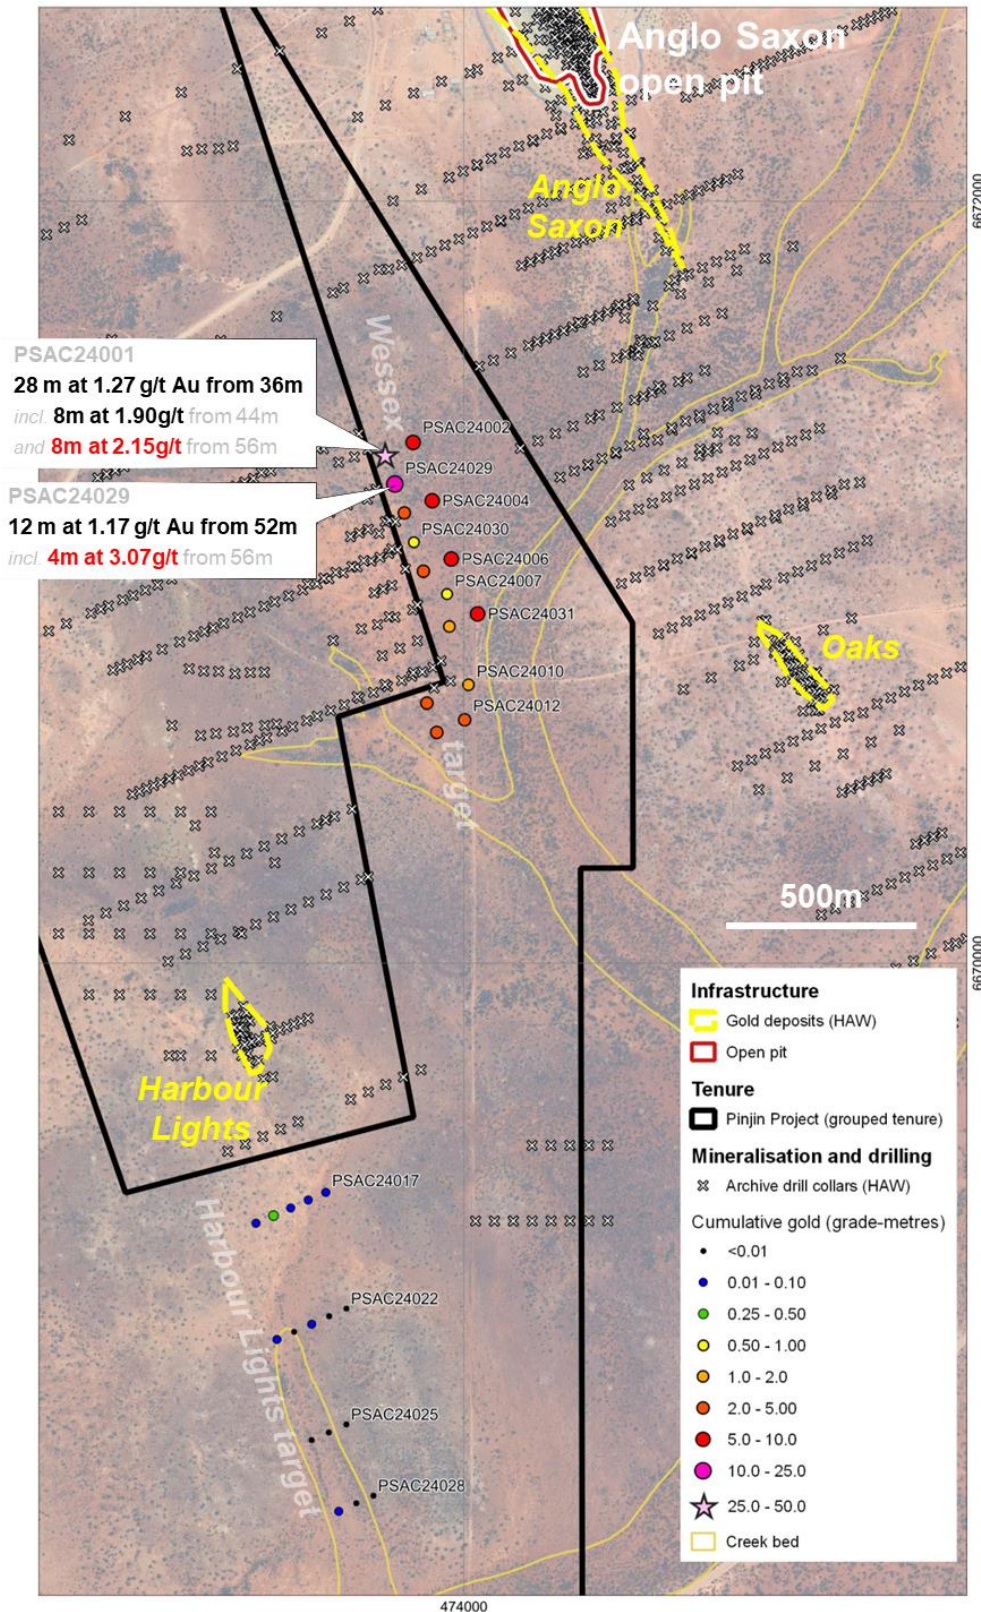 Anglo Saxon
open pit
6672000
Anglo
Saxon
Wessex
PSAC24001
28 m at 1.27 g/t Au from 36m
incl. 8m at 1.90g/t from 44m
and 8m at 2.15g/t from 56m
PSAC24002
PSAC24029
PSAC24029
12 m at 1.17 g/t Au from 52m
incl. 4m at 3.07g/t from 56m
PSAC24004
PSAC24030
PSAC24006
PSAC24007
PSAC24031
Oaks
PSAC24010
PSAC24012
target
500m
6670000
Harbour
Lights
Infrastructure
Gold deposits (HAW)
Open pit
Tenure
Pinjin Project (grouped tenure)
Mineralisation and drilling
Archive drill collars (HAW)
Cumulative gold (grade-metres)
<0.01
0.01 - 0.10
0.25 - 0.50
0.50 - 1.00
1.0 - 2.0
2.0 - 5.00
5.0 - 10.0
10.0 - 25.0
25.0 - 50.0
Creek bed
PSAC24017
Harbour Lights target
PSAC24022
PSAC24025
PSAC24028
474000